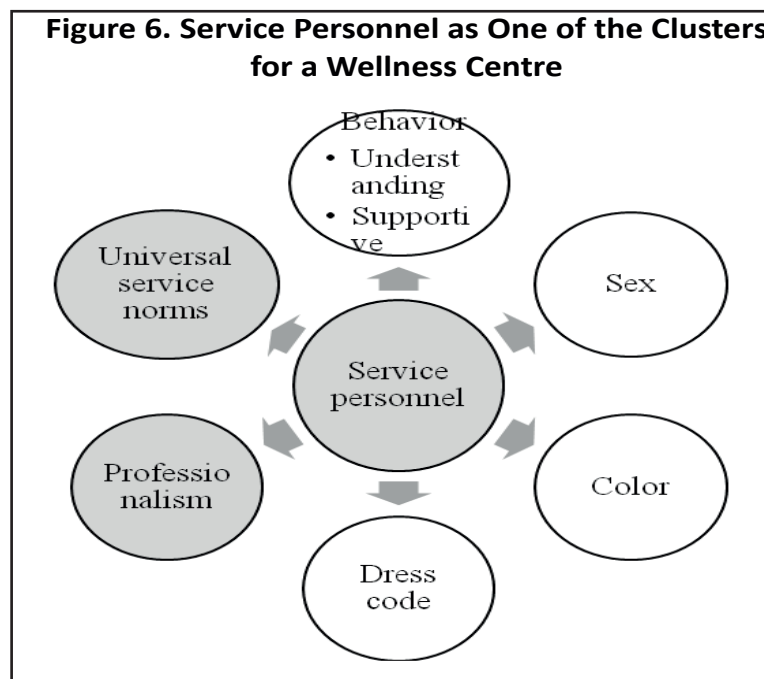 Figure 6. Service Personnel as One of the Clusters
for a Wellness Centre
Behavior
• Underst
anding
• Supporti
ve
Universal
service
norms
Sex
Service
personnel
Professio
nalism
Color
Dress
code